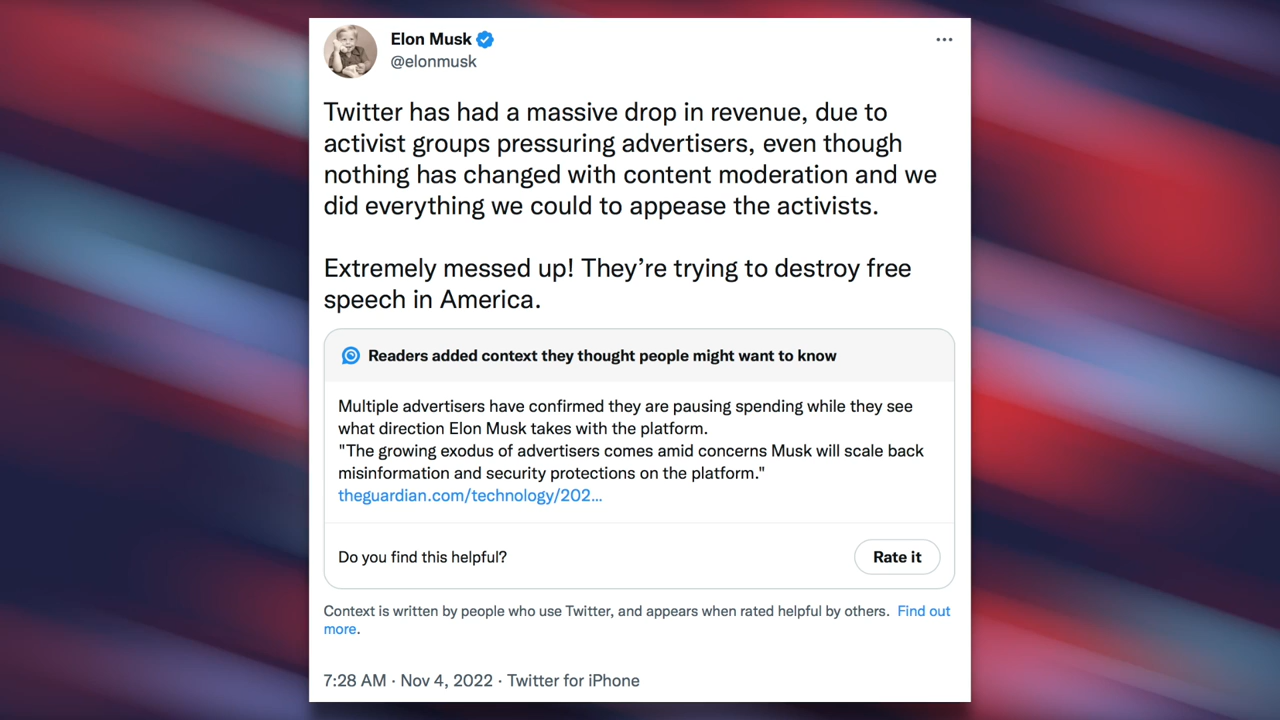 Elon Musk
@elonmusk
Twitter has had a massive drop in revenue, due to
activist groups pressuring advertisers, even though
nothing has changed with content moderation and we
did everything we could to appease the activists.
Extremely messed up! They’re trying to destroy free
speech in America.
Readers added context they thought people might want to know
Multiple advertisers have confirmed they are pausing spending while they see
what direction Elon Musk takes with the platform.
"The growing exodus of advertisers comes amid concerns Musk will scale back
misinformation and security protections on the platform."
theguardian.com/technology/202...
Do you find this helpful?
Rate it
Context is written by people who use Twitter, and appears when rated helpful by others. Find out
more.
7:28 AM · Nov 4, 2022 · Twitter for iPhone